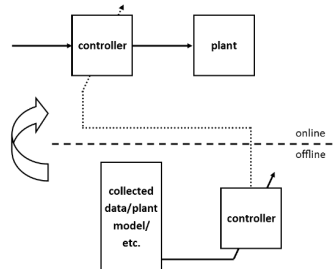 controller
plant
online
offline
collected
data/plant
model/
etc.
controller